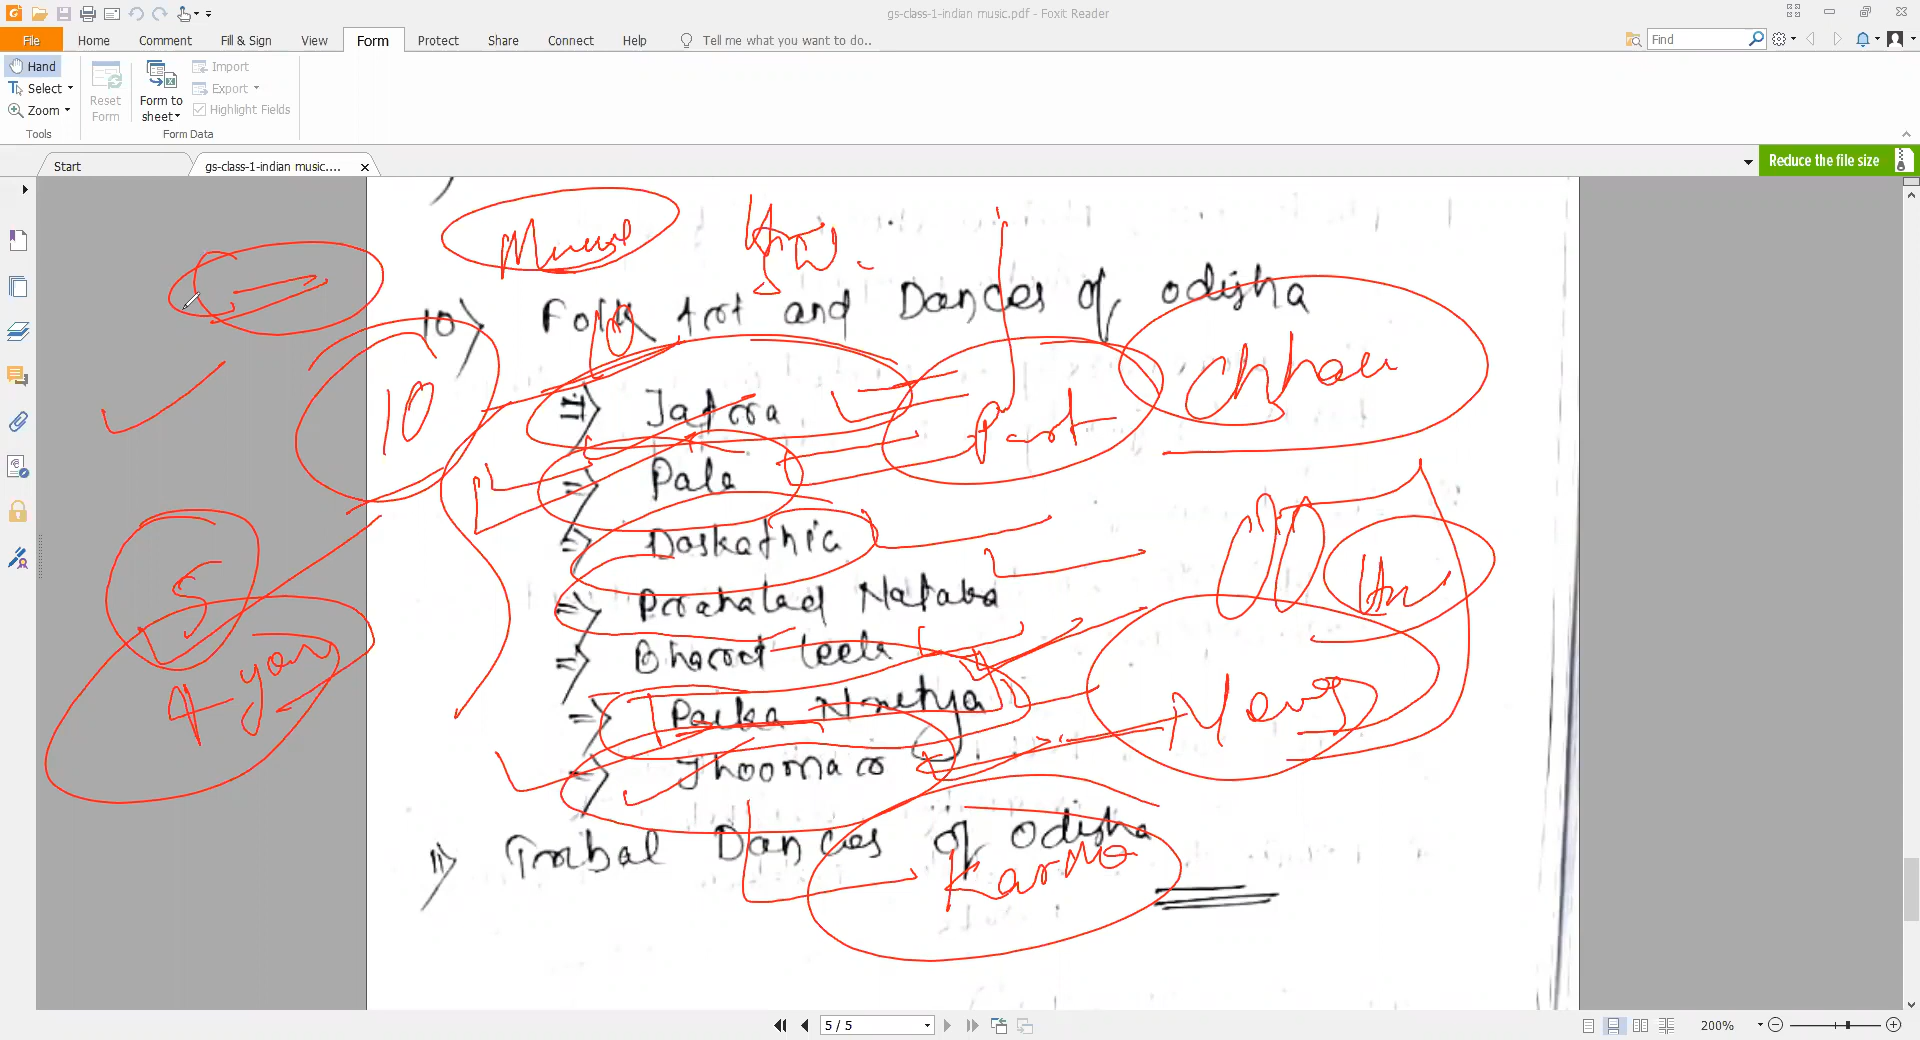 gs-class-1-indian music.pdf - Foxit Reader
File Home Comment Fill & Sign View Form Protect Share Connect Help Tell me what you want to do.. Find
Hand
Select
Zoom
Tools
Reset Form
Form to sheet
Import
Export
Highlight Fields
Form Data
Start gs-class-1-indian music.... Reduce the file size
10) Folk Art and Dances of Odisha
Chhau
10
=> Jatra
Part
=> Pala
=> Daskathia
=> Prahalad Nataka
5
=> Bharat leela
4 years
=> Paika Nrutya
=> Jhoomar
11) Tribal Dances of Odisha
Karma
5 / 5 200%